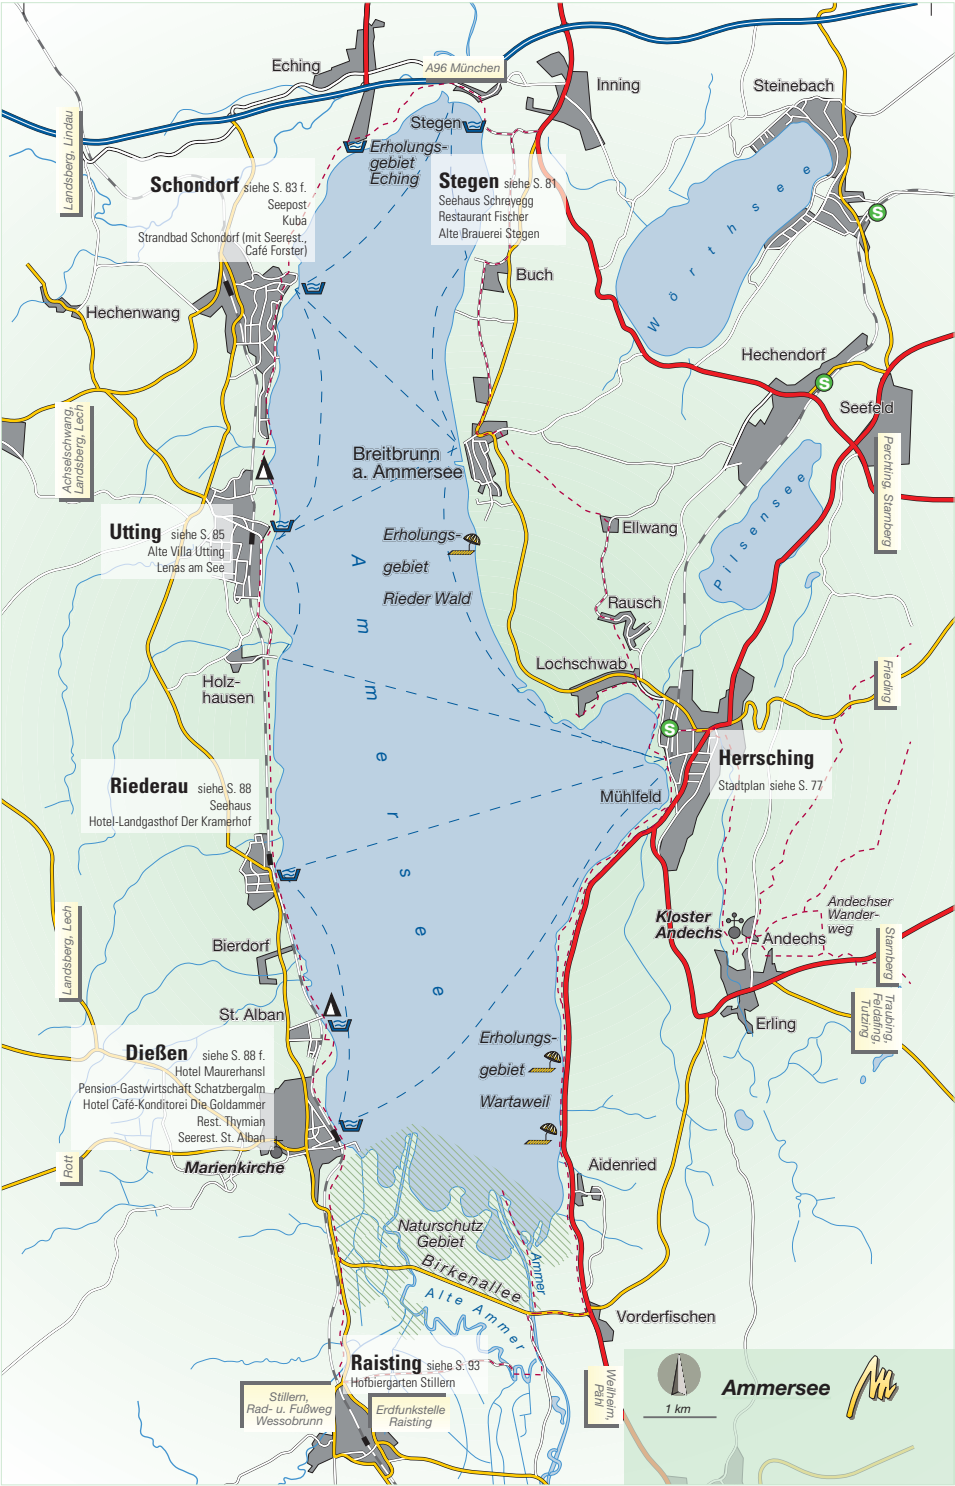 Eching
A96 München
Inning
Steinebach
Landsberg, Lindau
Stegen
Erholungs-
gebiet
Eching
Schondorf siehe S. 83 f.
Seepost
Kuba
Strandbad Schondorf (mit Seerest.,
Café Forster)
Stegen siehe S. 81
Seehaus Schreyegg
Restaurant Fischer
Alte Brauerei Stegen
Wörthsee
S
Buch
Hechenwang
Hechendorf
S
Seefeld
Achselschwang,
Landsberg, Lech
Breitbrunn
a. Ammersee
Perchting, Starnberg
Pilsensee
Utting siehe S. 85
Alte Villa Utting
Lenas am See
Erholungs-
gebiet
Rieder Wald
Ellwang
Ammersee
Rausch
Lochschwab
Frieding
Holz-
hausen
S
Herrsching
Stadtplan siehe S. 77
Riederau siehe S. 88
Seehaus
Hotel-Landgasthof Der Kramerhof
Mühlfeld
Landsberg, Lech
Kloster
Andechs
Andechser
Wander-
weg
Andechs
Starnberg
Bierdorf
St. Alban
Erling
Traubing,
Feldafing,
Tutzing
Dießen siehe S. 88 f.
Hotel Maurerhansl
Pension-Gastwirtschaft Schatzbergalm
Hotel Café-Konditorei Die Goldammer
Rest. Thymian
Seerest. St. Alban
Erholungs-
gebiet
Wartaweil
Rott
Marienkirche
Aidenried
Naturschutz
Gebiet
Birkenallee
Ammer
Alte Ammer
Vorderfischen
Raisting siehe S. 93
Hofbiergarten Stillern
Stillern,
Rad- u. Fußweg
Wessobrunn
Erdfunkstelle
Raisting
Weilheim,
Pähl
1 km
Ammersee